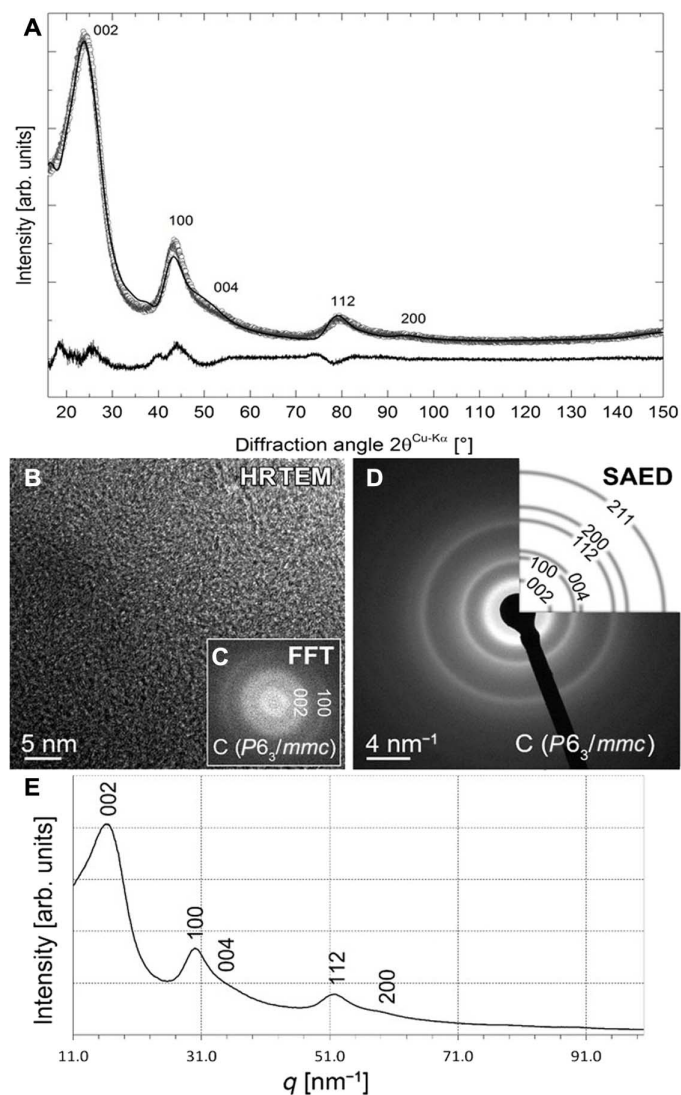 A
002
100
004
112
200
Intensity [arb. units]
20 30 40 50 60 70 80 90 100 110 120 130 140 150
Diffraction angle 2θ^Cu-Kα [°]
B
HRTEM
C
FFT
002
100
C (P6₃/mmc)
5 nm
D
SAED
211
200
112
100
004
002
4 nm⁻¹
C (P6₃/mmc)
E
002
100
004
112
200
Intensity [arb. units]
11.0 31.0 51.0 71.0 91.0
q [nm⁻¹]